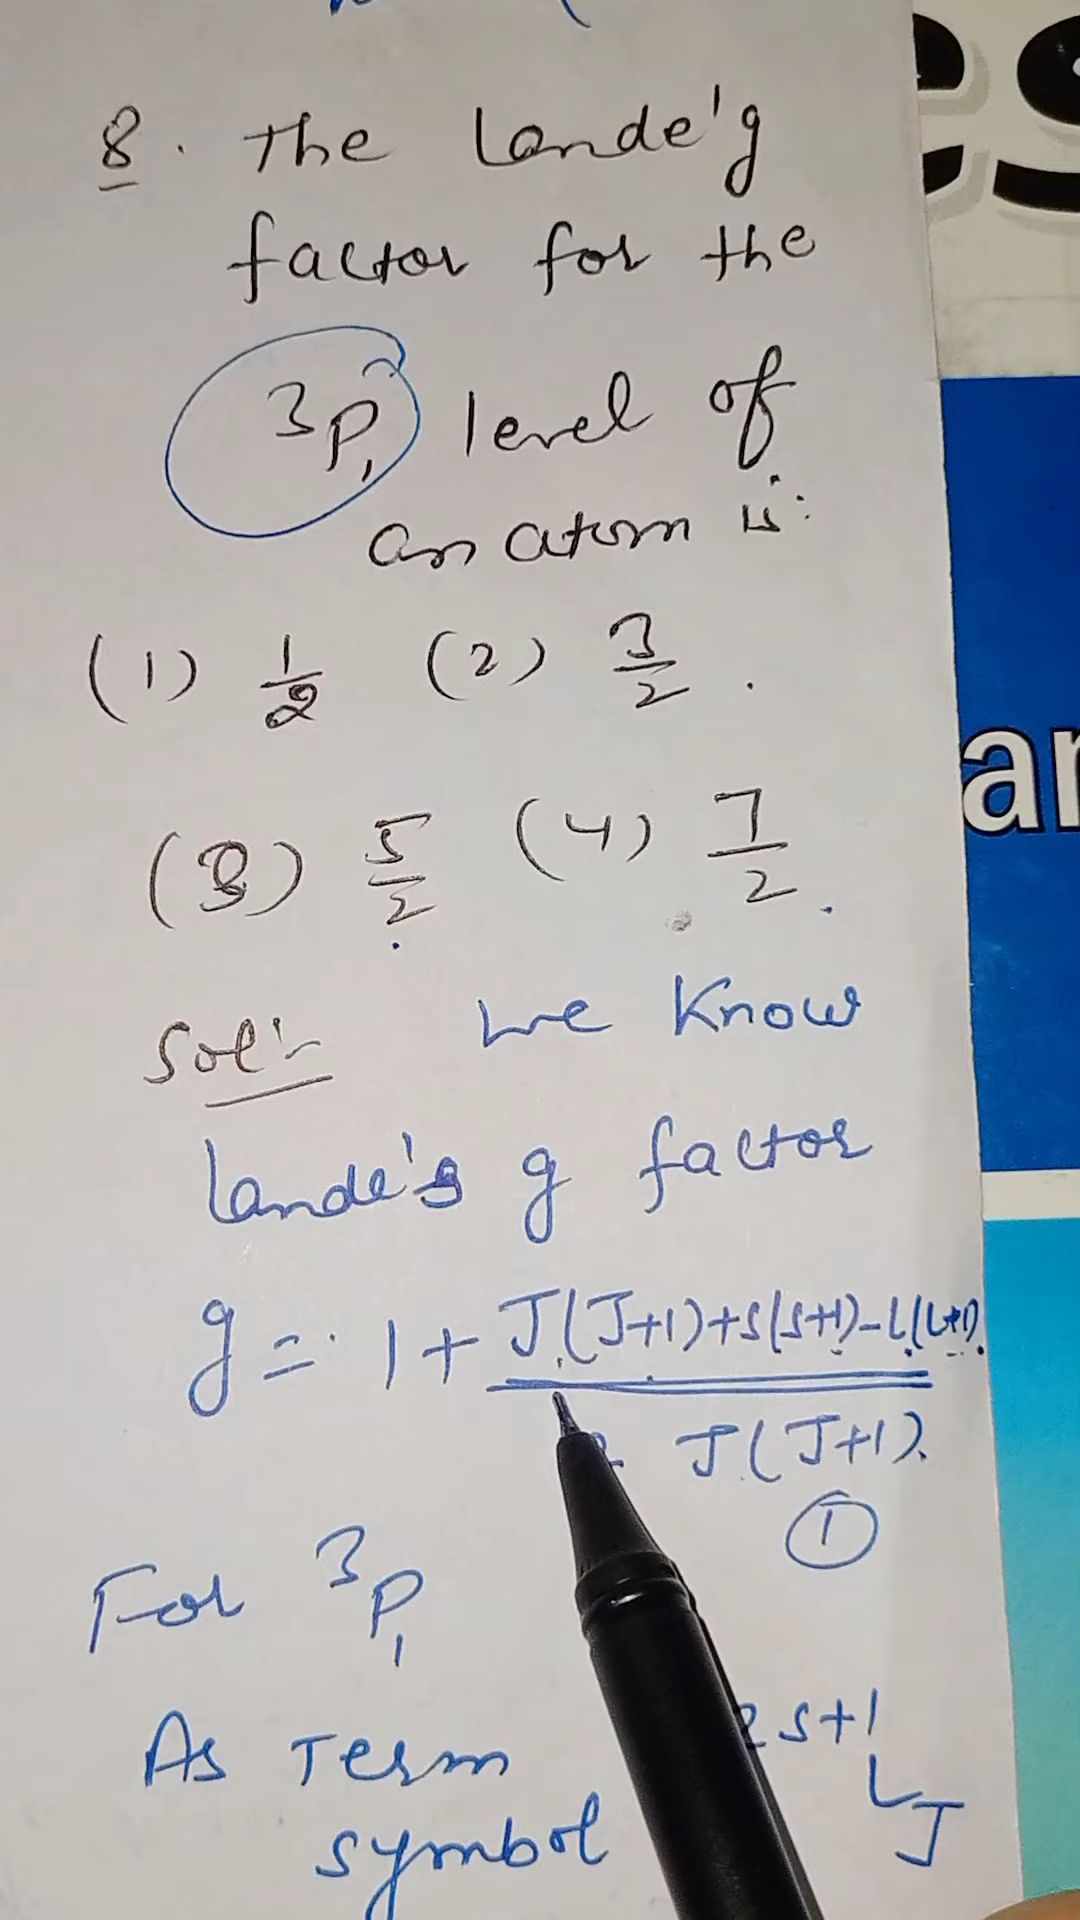 8. The Lande'g
factor for the
³P₁ level of
an atom is:
(1) 1/2 (2) 3/2.
(3) 5/2 (4) 7/2.
Sol:- we know
Lande's g factor
g = 1 + J(J+1)+S(S+1)-L(L+1)
2 J(J+1).
①
For ³P₁
As Term 2S+1
symbol L J
ar